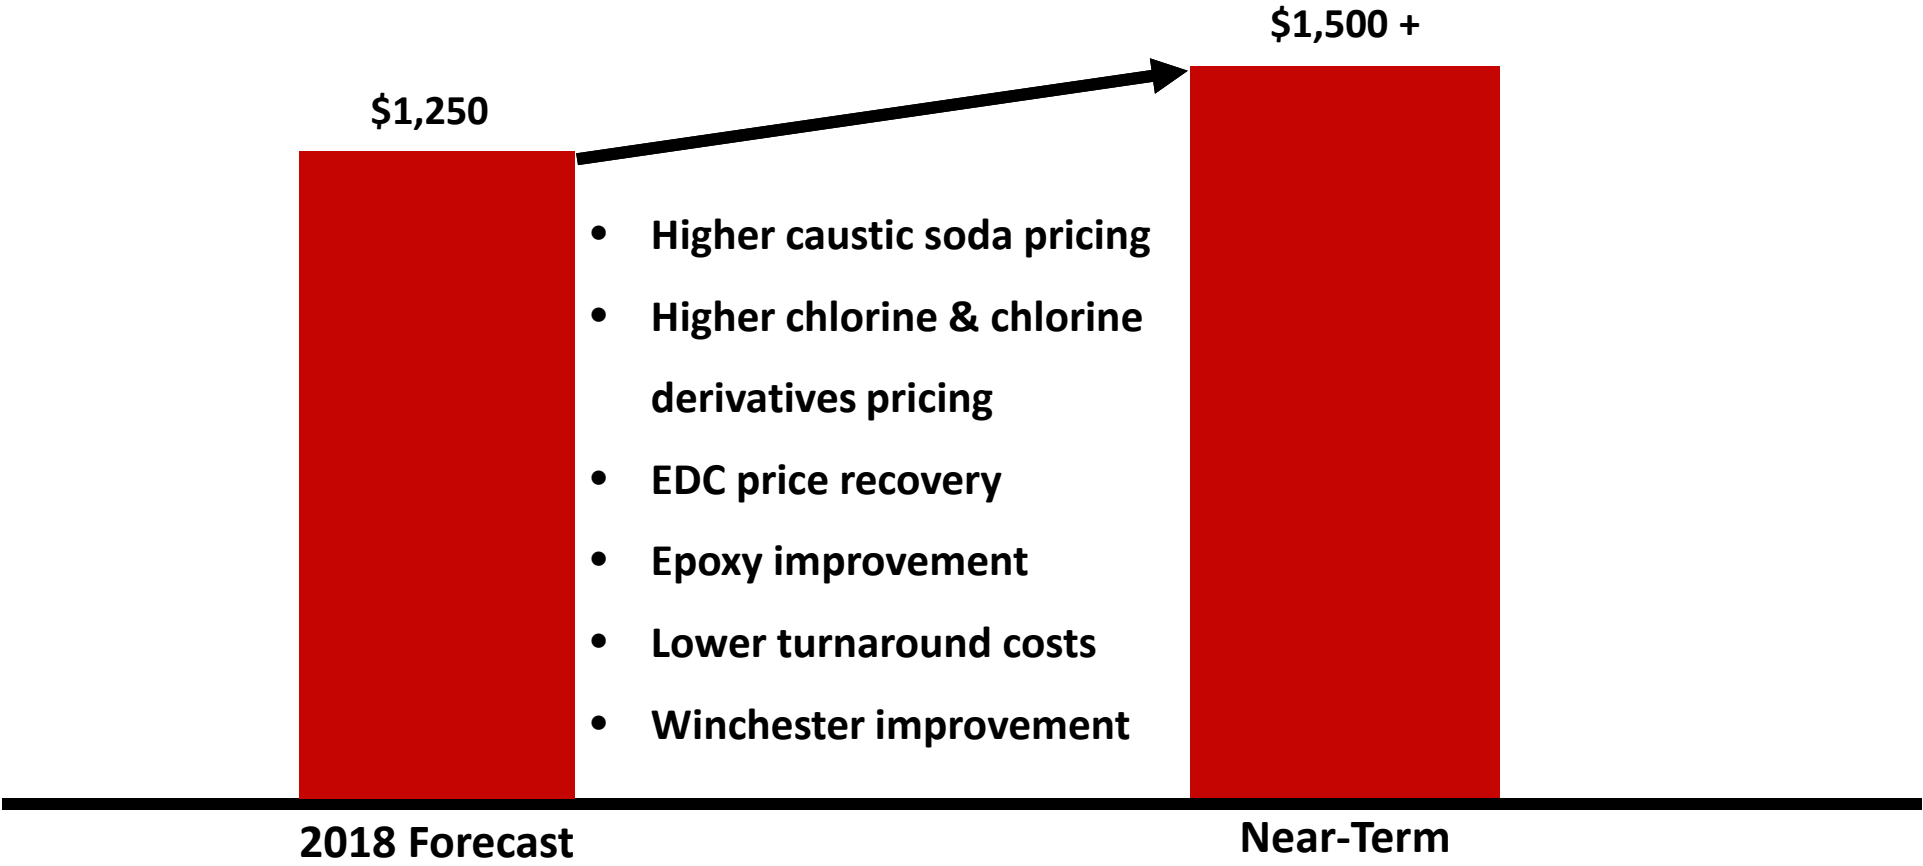 $1,500 +
$1,250
• Higher caustic soda pricing
• Higher chlorine & chlorine
derivatives pricing
• EDC price recovery
• Epoxy improvement
• Lower turnaround costs
• Winchester improvement
2018 Forecast
Near-Term